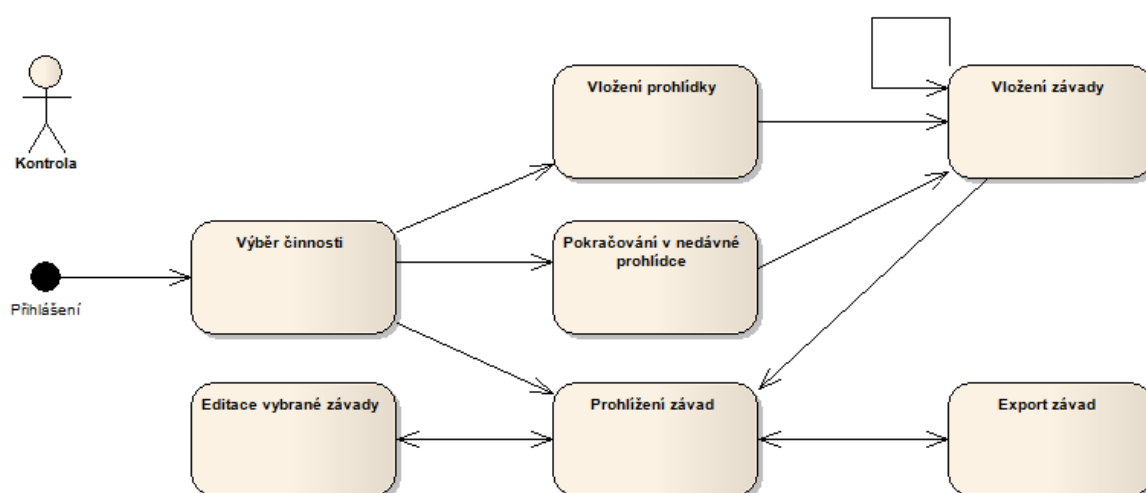 Vložení prohlídky
Vložení závady
Kontrola
Výběr činnosti
Pokračování v nedávné
prohlídce
Přihlášení
Editace vybrané závady
Prohlížení závad
Export závad